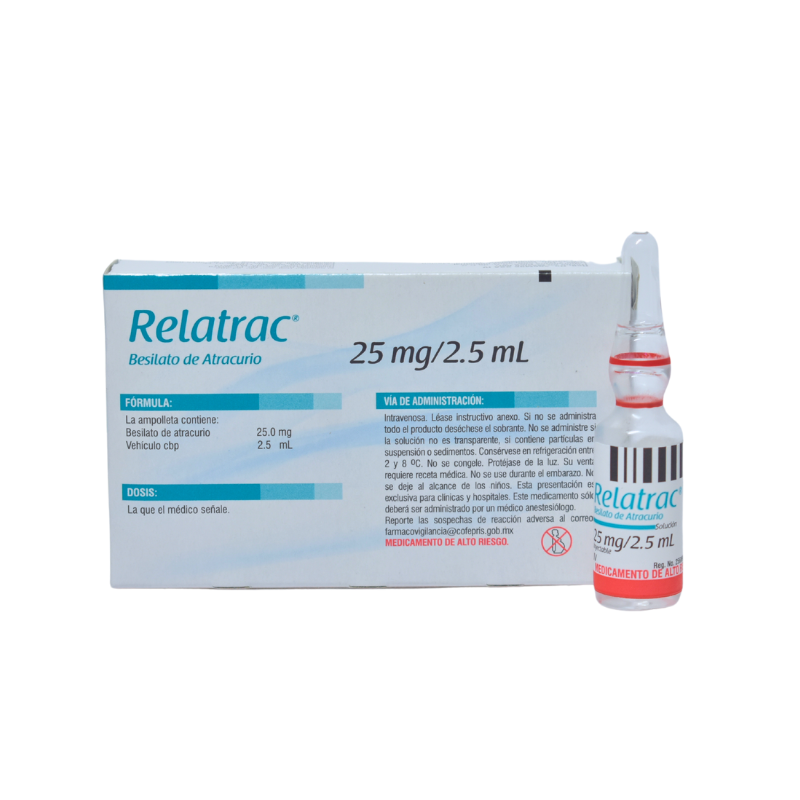 Relatrac®
Besilato de Atracurio
25 mg/2.5 mL
FÓRMULA:
La ampolleta contiene:
Besilato de atracurio 25.0 mg
Vehículo cbp 2.5 mL
DOSIS:
La que el médico señale.
VÍA DE ADMINISTRACIÓN:
Intravenosa. Léase instructivo anexo. Si no se administra
todo el producto deséchese el sobrante. No se administre si
la solución no es transparente, si contiene partículas en
suspensión o sedimentos. Consérvese en refrigeración entre
2 y 8 ºC. No se congele. Protéjase de la luz. Su venta
requiere receta médica. No se use durante el embarazo. No
se deje al alcance de los niños. Este presentación es
exclusiva para clínicas y hospitales. Este medicamento sólo
deberá ser administrado por un médico anestesiólogo.
Reporte las sospechas de reacción adversa al correo
farmacovigilancia@cofepris.gob.mx
MEDICAMENTO DE ALTO RIESGO.
Relatrac®
Besilato de Atracurio
Solución
25 mg/2.5 mL
Reg. No.
MEDICAMENTO DE ALTO